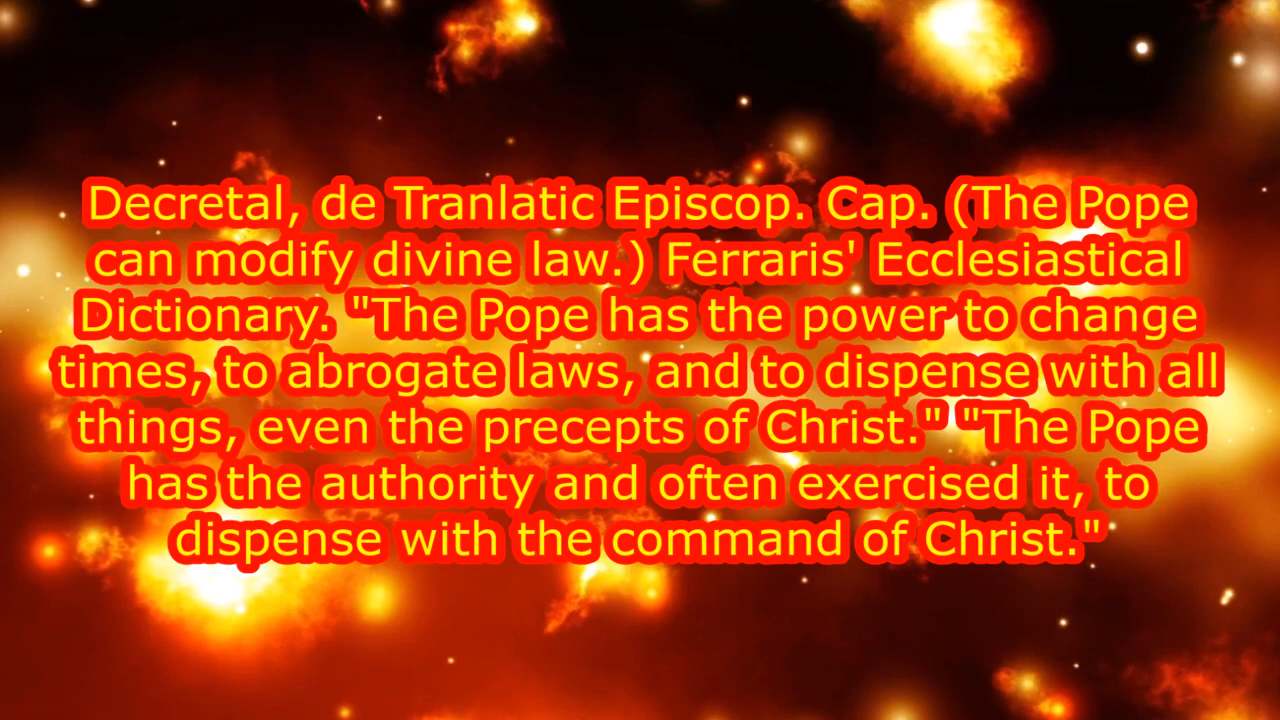 Decretal, de Tranlatic Episcop. Cap. (The Pope
can modify divine law.) Ferraris' Ecclesiastical
Dictionary. "The Pope has the power to change
times, to abrogate laws, and to dispense with all
things, even the precepts of Christ." "The Pope
has the authority and often exercised it, to
dispense with the command of Christ."